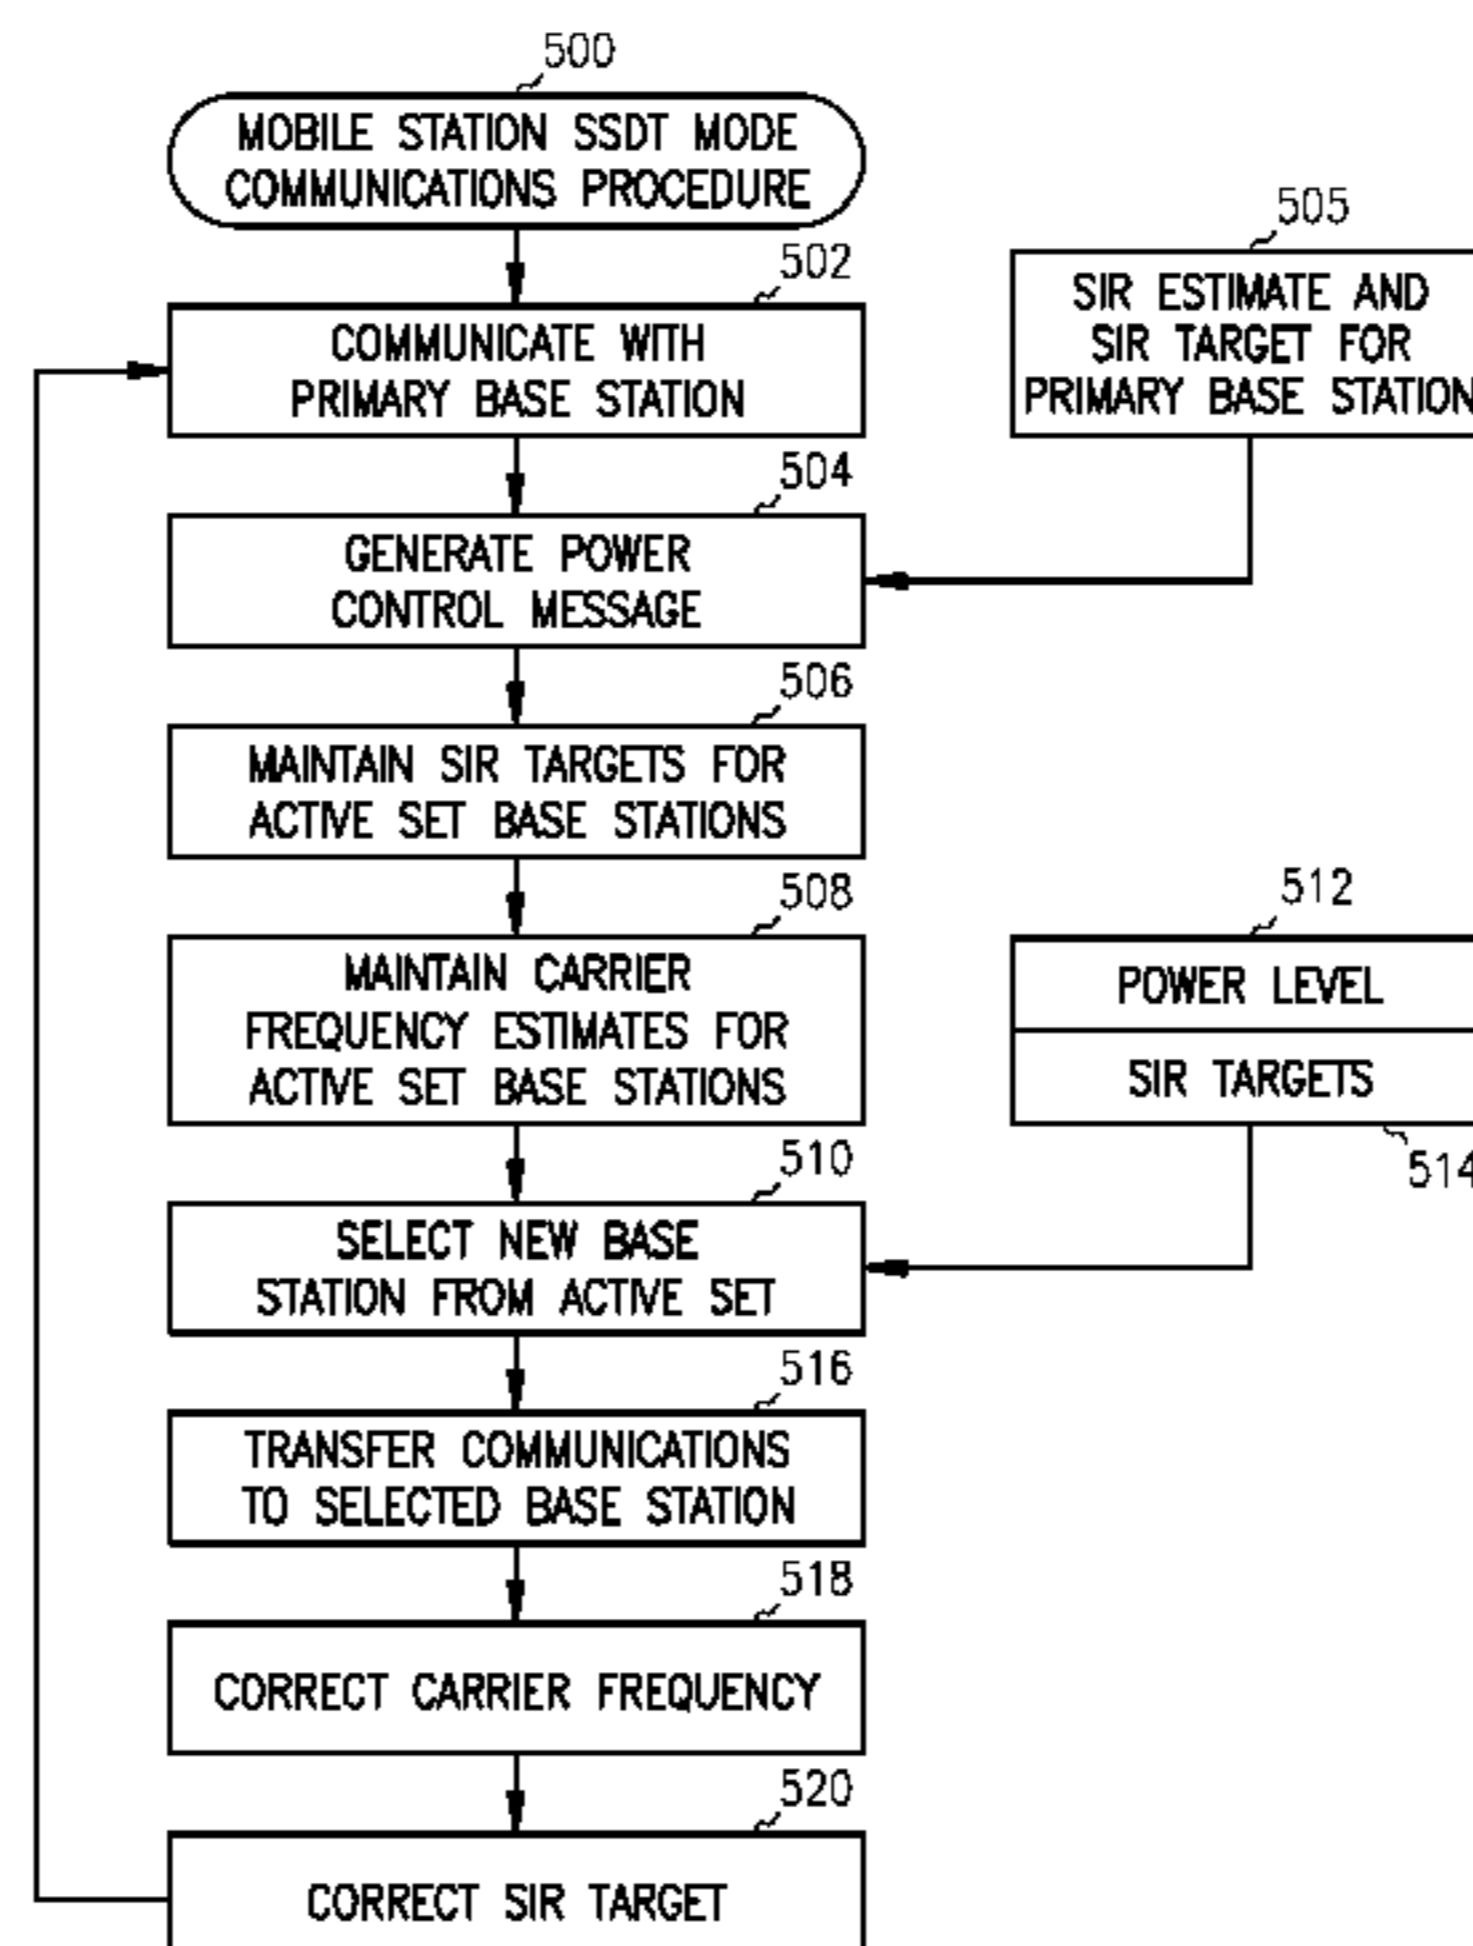 500
MOBILE STATION SSDT MODE
COMMUNICATIONS PROCEDURE
502
COMMUNICATE WITH
PRIMARY BASE STATION
505
SIR ESTIMATE AND
SIR TARGET FOR
PRIMARY BASE STATION
504
GENERATE POWER
CONTROL MESSAGE
506
MAINTAIN SIR TARGETS FOR
ACTIVE SET BASE STATIONS
508
MAINTAIN CARRIER
FREQUENCY ESTIMATES FOR
ACTIVE SET BASE STATIONS
512
POWER LEVEL
SIR TARGETS
514
510
SELECT NEW BASE
STATION FROM ACTIVE SET
516
TRANSFER COMMUNICATIONS
TO SELECTED BASE STATION
518
CORRECT CARRIER FREQUENCY
520
CORRECT SIR TARGET